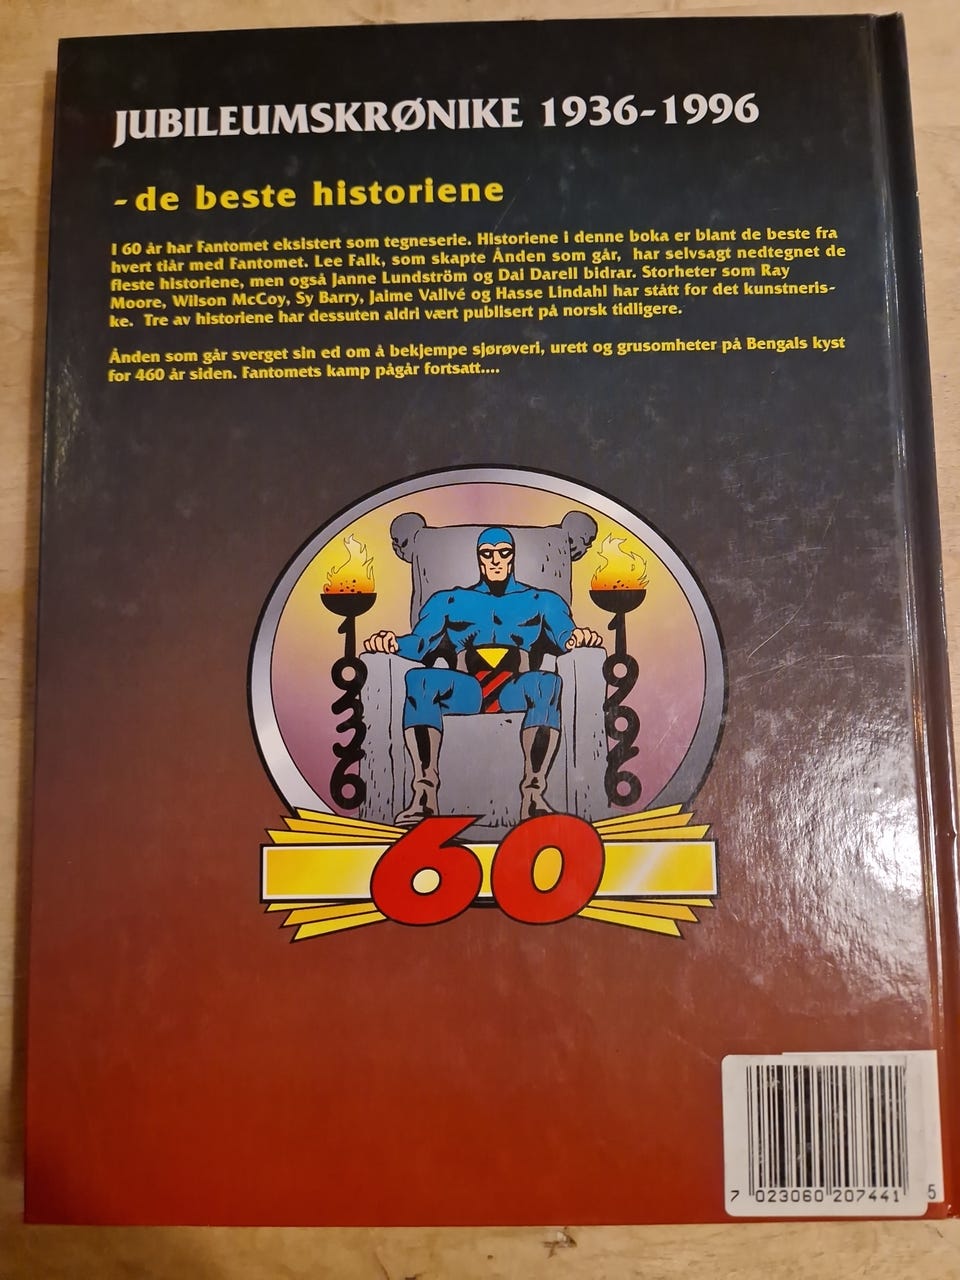 JUBILEUMSKRØNIKE 1936-1996
- de beste historiene
I 60 år har Fantomet eksistert som tegneserie. Historiene i denne boka er blant de beste fra
hvert tiår med Fantomet. Lee Falk, som skapte Ånden som går, har selvsagt nedtegnet de
fleste historiene, men også Janne Lundström og Dai Darell bidrar. Storheter som Ray
Moore, Wilson McCoy, Sy Barry, Jaime Vallvé og Hasse Lindahl har stått for det kunstneris-
ke. Tre av historiene har dessuten aldri vært publisert på norsk tidligere.
Ånden som går sverget sin ed om å bekjempe sjørøveri, urett og grusomheter på Bengals kyst
for 460 år siden. Fantomets kamp pågår fortsatt....
1936
1996
60
7 023060 207441
5